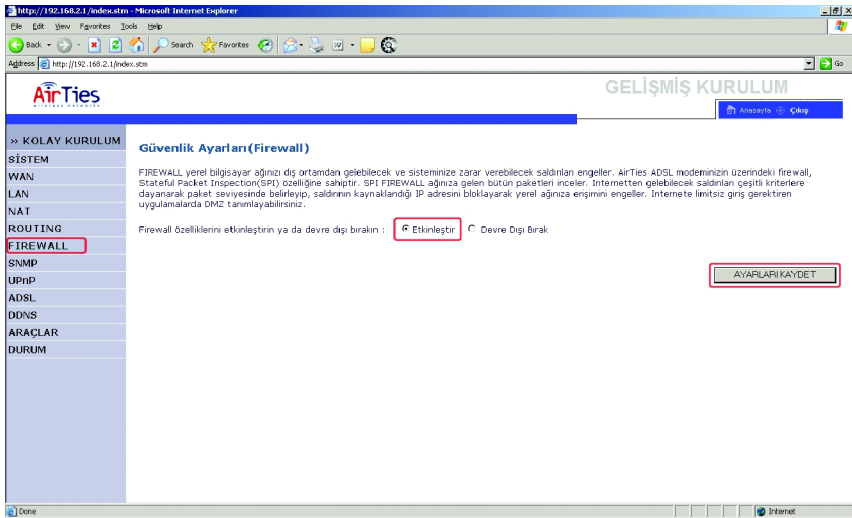 http://192.168.2.1/index.stm - Microsoft Internet Explorer
File Edit View Favorites Tools Help
Back Search Favorites
Address http://192.168.2.1/index.stm Go
AirTies
wireless networks
GELİŞMİŞ KURULUM
Anasayfa Çıkış
» KOLAY KURULUM
SİSTEM
WAN
LAN
NAT
ROUTING
FIREWALL
SNMP
UPnP
ADSL
DDNS
ARAÇLAR
DURUM
Güvenlik Ayarları(Firewall)
FIREWALL yerel bilgisayar ağınızı dış ortamdan gelebilecek ve sisteminize zarar verebilecek saldırıları engeller. AirTies ADSL modeminizin üzerindeki firewall,
Stateful Packet Inspection(SPI) özelliğine sahiptir. SPI FIREWALL ağınıza gelen bütün paketleri inceler. Internetten gelebilecek saldırıları çeşitli kriterlere
dayanarak paket seviyesinde belirleyip, saldırının kaynaklandığı IP adresini bloklayarak yerel ağınıza erişimini engeller. Internete limitsiz giriş gerektiren
uygulamalarda DMZ tanımlayabilirsiniz.
Firewall özelliklerini etkinleştirin ya da devre dışı bırakın : Etkinleştir Devre Dışı Bırak
AYARLARI KAYDET
Done Internet